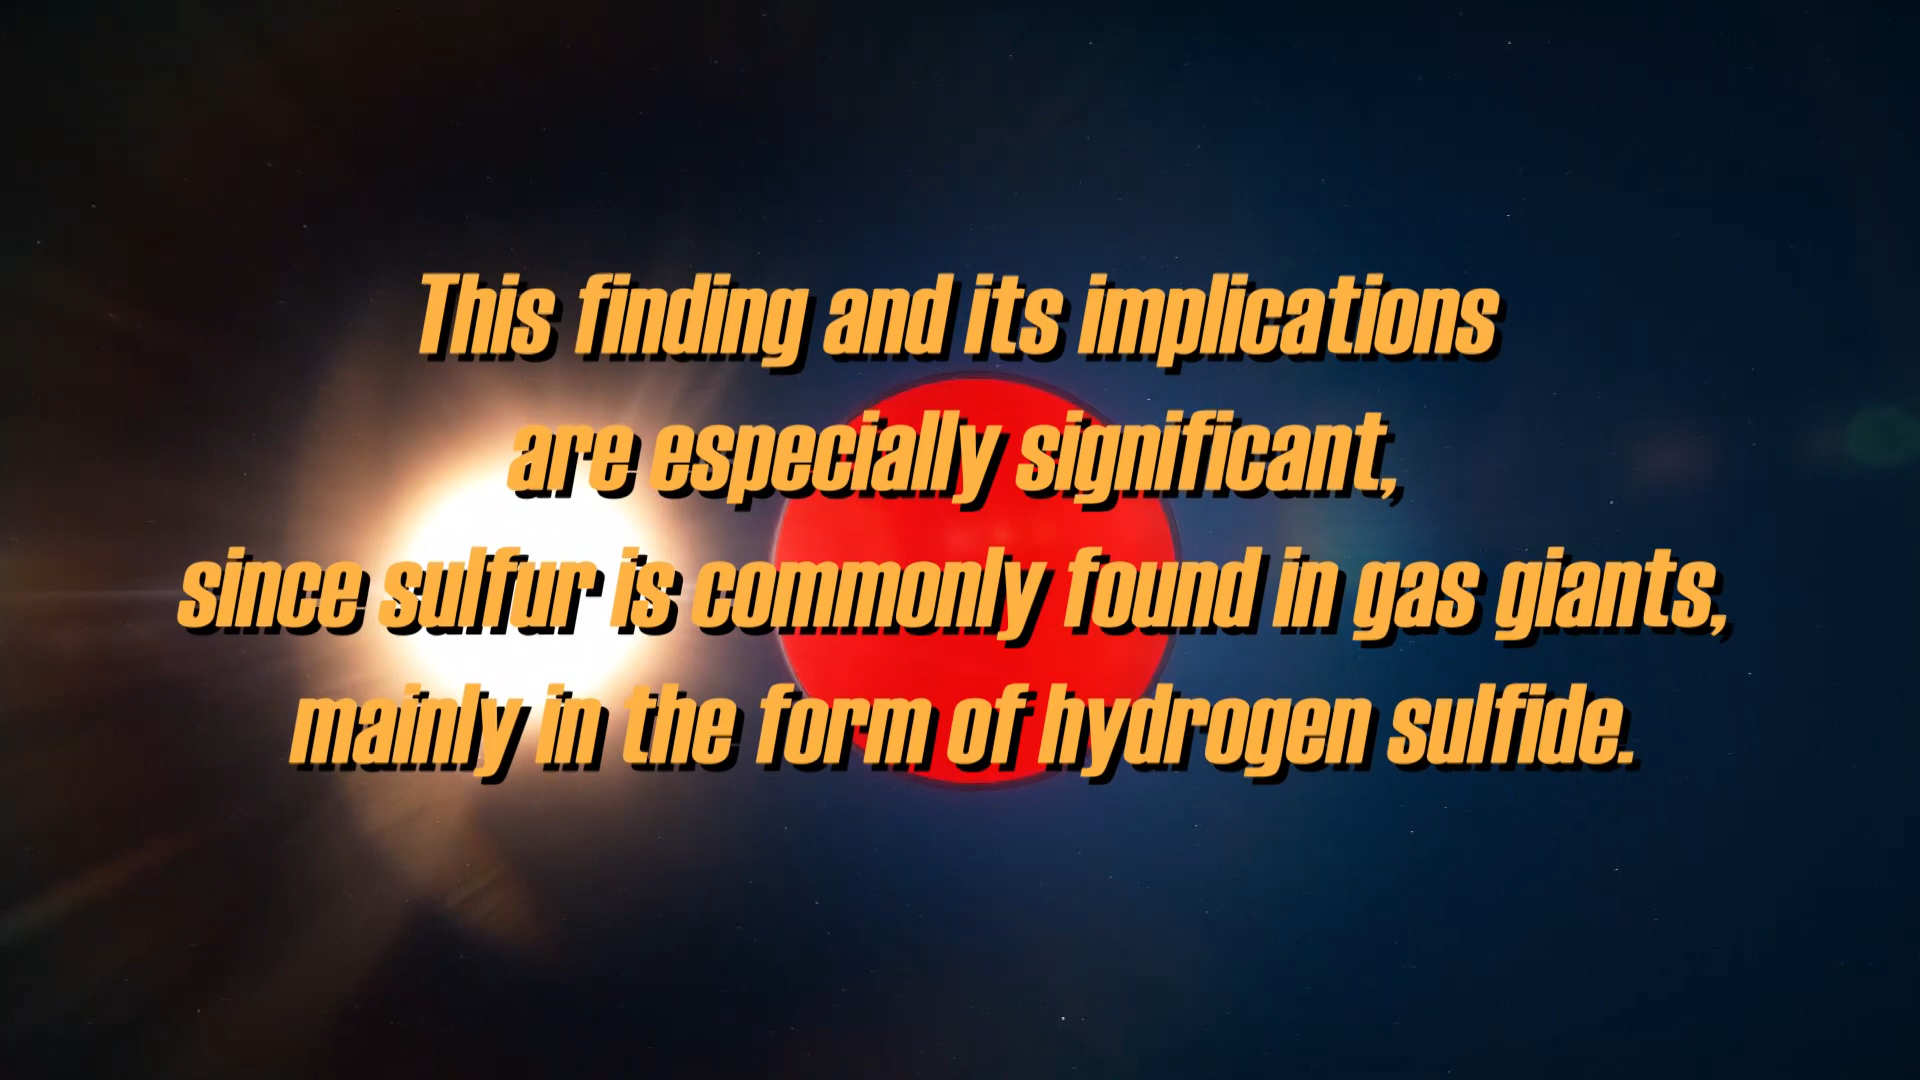 This finding and its implications
are especially significant,
since sulfur is commonly found in gas giants,
mainly in the form of hydrogen sulfide.